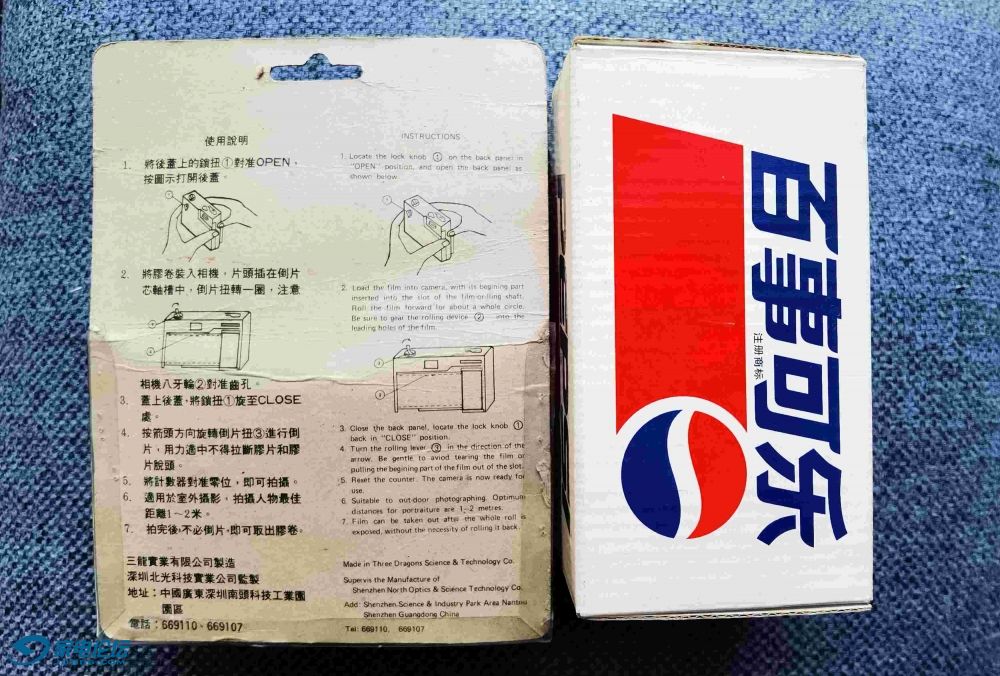 使用說明
1. 將後蓋上的鎖扭①對准OPEN，
按圖示打開後蓋。
2. 將膠卷裝入相機，片頭插在倒片
芯軸槽中，倒片扭轉一圈，注意
相機八牙輪②對准齒孔。
3. 蓋上後蓋，將鎖扭①旋至CLOSE
處。
4. 按箭頭方向旋轉倒片扭③進行倒
片，用力適中不得拉斷膠片和膠
片脫頭。
5. 將計數器對准零位，即可拍攝。
6. 適用於室外攝影，拍攝人物最佳
距離1～2米。
7. 拍完後，不必倒片，即可取出膠卷。
三龍實業有限公司製造
深圳北光科技實業公司監製
地址：中國廣東深圳南頭科技工業園
園區
電話：669110、669107
INSTRUCTIONS
1. Locate the lock knob ① on the back panel in
"OPEN" position, and open the back panel as
shown below.
2. Load the film into camera, with its begining part
inserted into the slot of the film-rolling shaft.
Roll the film forward for about a whole circle.
Be sure to gear the rolling device ② into the
leading holes of the film.
3. Close the back panel, locate the lock knob ①
back in "CLOSE" position.
4. Turn the rolling lever ③ in the direction of the
arrow. Be gentle to aviod tearing the film or
pulling the begining part of the film out of the slot.
5. Reset the counter. The camera is now ready for
use.
6. Suitable to out-door photographing. Optimum
distances for portraiture are 1-2 metres.
7. Film can be taken out after the whole roll is
exposed, without the necessity of rolling it back.
Made in Three Dragons Science & Technology Co.
Supervis the Manufacture of
Shenzhen North Optics & Science Technology Co.
Add: Shenzhen Science & Industry Park Area Nantou
Shenzhen Guangdong China
Tel: 669110, 669107
百事可乐
注册商标